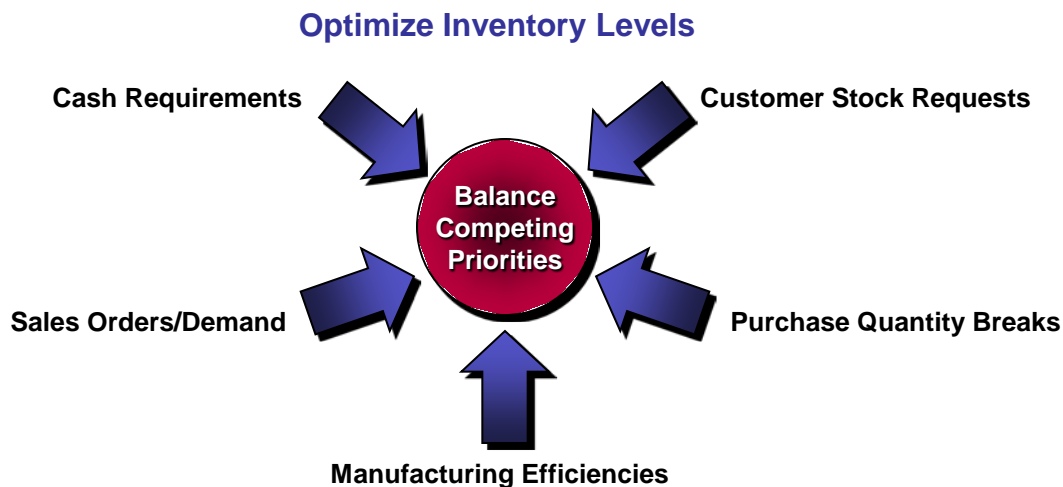 Optimize Inventory Levels
Cash Requirements
Customer Stock Requests
Balance
Competing
Priorities
Sales Orders/Demand
Purchase Quantity Breaks
Manufacturing Efficiencies